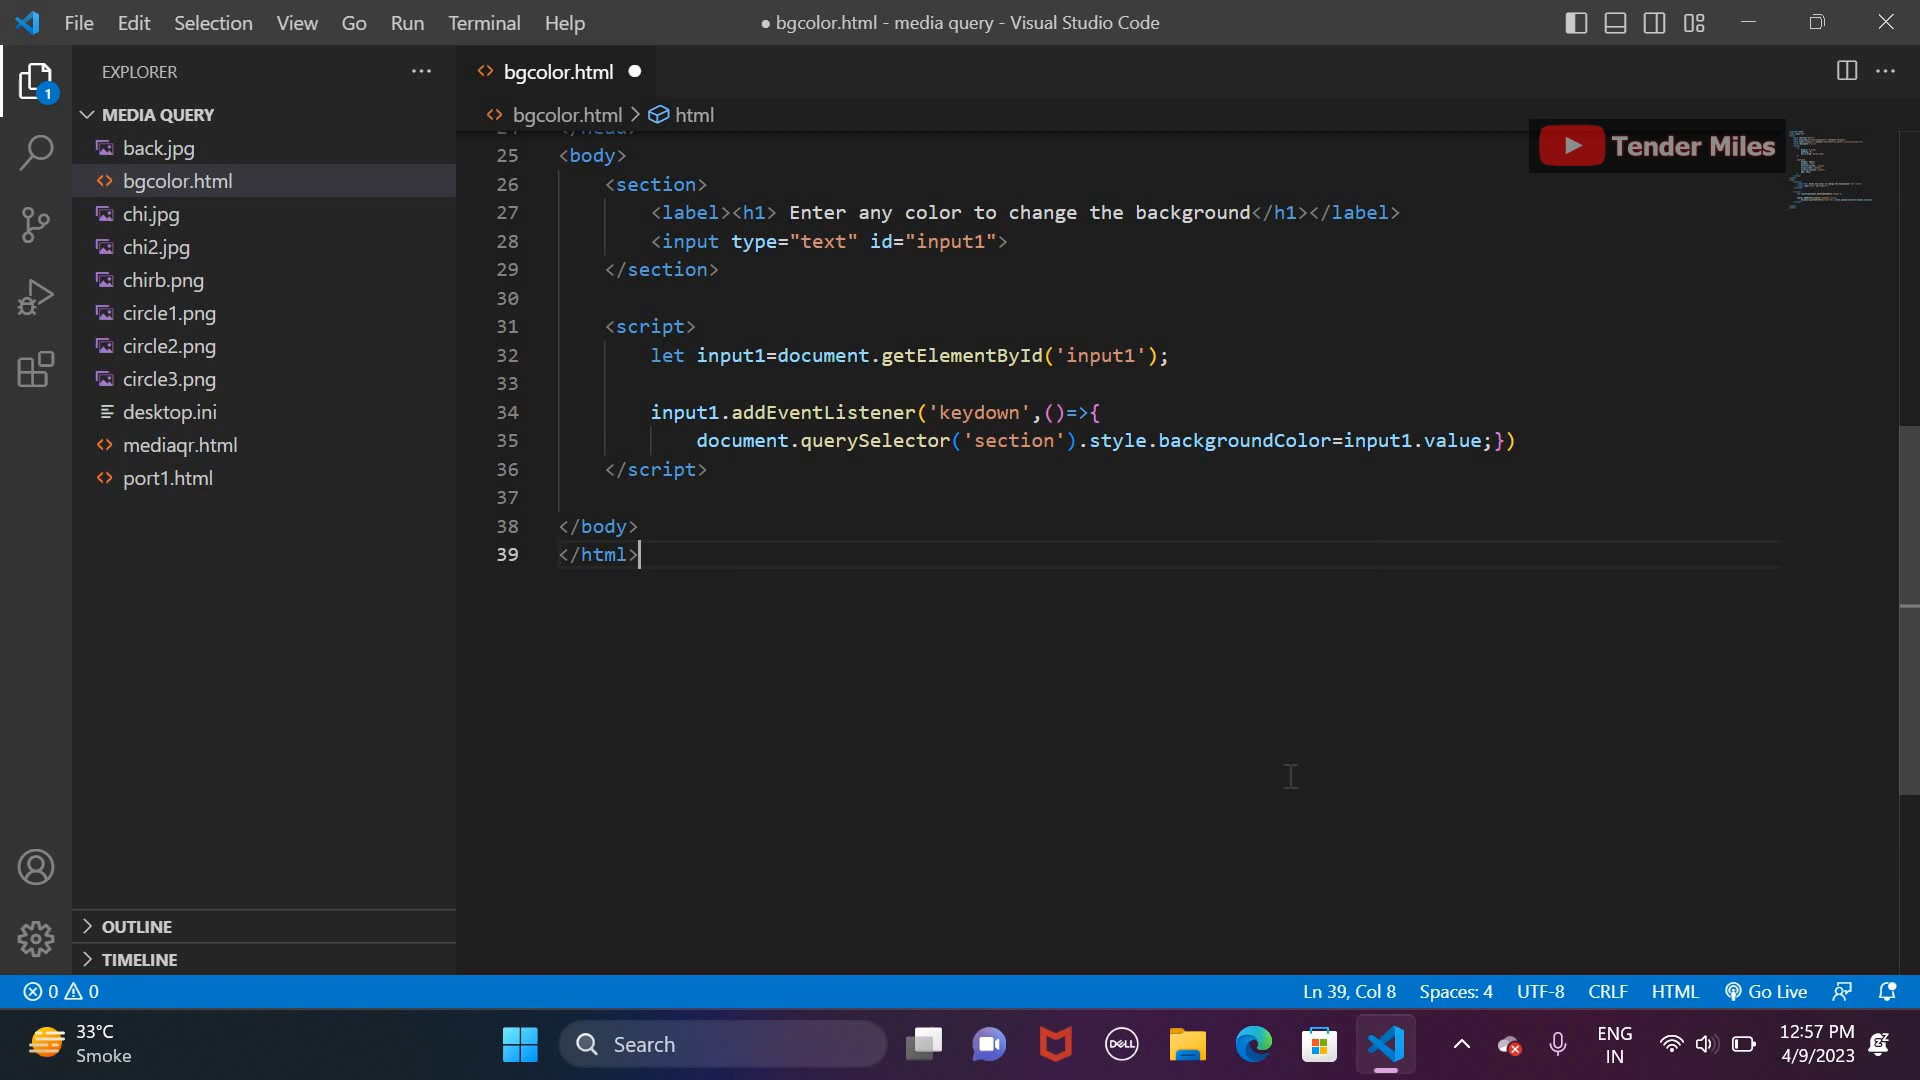 File Edit Selection View Go Run Terminal Help
● bgcolor.html - media query - Visual Studio Code
EXPLORER
1
MEDIA QUERY
back.jpg
bgcolor.html
chi.jpg
chi2.jpg
chirb.png
circle1.png
circle2.png
circle3.png
desktop.ini
mediaqr.html
port1.html
OUTLINE
TIMELINE
bgcolor.html
bgcolor.html > html
Tender Miles
24 </head>
25 <body>
26 <section>
27 <label><h1> Enter any color to change the background</h1></label>
28 <input type="text" id="input1">
29 </section>
30
31 <script>
32 let input1=document.getElementById('input1');
33
34 input1.addEventListener('keydown',()=>{
35 document.querySelector('section').style.backgroundColor=input1.value;})
36 </script>
37
38 </body>
39 </html>
0 0
Ln 39, Col 8 Spaces: 4 UTF-8 CRLF HTML Go Live
33°C
Smoke
Search
DELL
ENG
IN
12:57 PM
4/9/2023